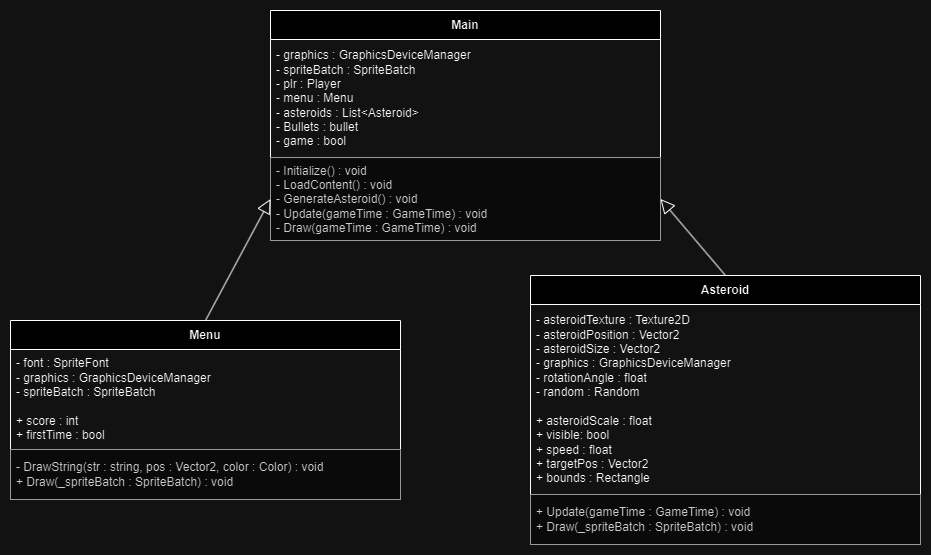 Main
- graphics : GraphicsDeviceManager
- spriteBatch : SpriteBatch
- plr : Player
- menu : Menu
- asteroids : List<Asteroid>
- Bullets : bullet
- game : bool
- Initialize() : void
- LoadContent() : void
- GenerateAsteroid() : void
- Update(gameTime : GameTime) : void
- Draw(gameTime : GameTime) : void
Menu
- font : SpriteFont
- graphics : GraphicsDeviceManager
- spriteBatch : SpriteBatch
+ score : int
+ firstTime : bool
- DrawString(str : string, pos : Vector2, color : Color) : void
+ Draw(_spriteBatch : SpriteBatch) : void
Asteroid
- asteroidTexture : Texture2D
- asteroidPosition : Vector2
- asteroidSize : Vector2
- graphics : GraphicsDeviceManager
- rotationAngle : float
- random : Random
+ asteroidScale : float
+ visible: bool
+ speed : float
+ targetPos : Vector2
+ bounds : Rectangle
+ Update(gameTime : GameTime) : void
+ Draw(_spriteBatch : SpriteBatch) : void